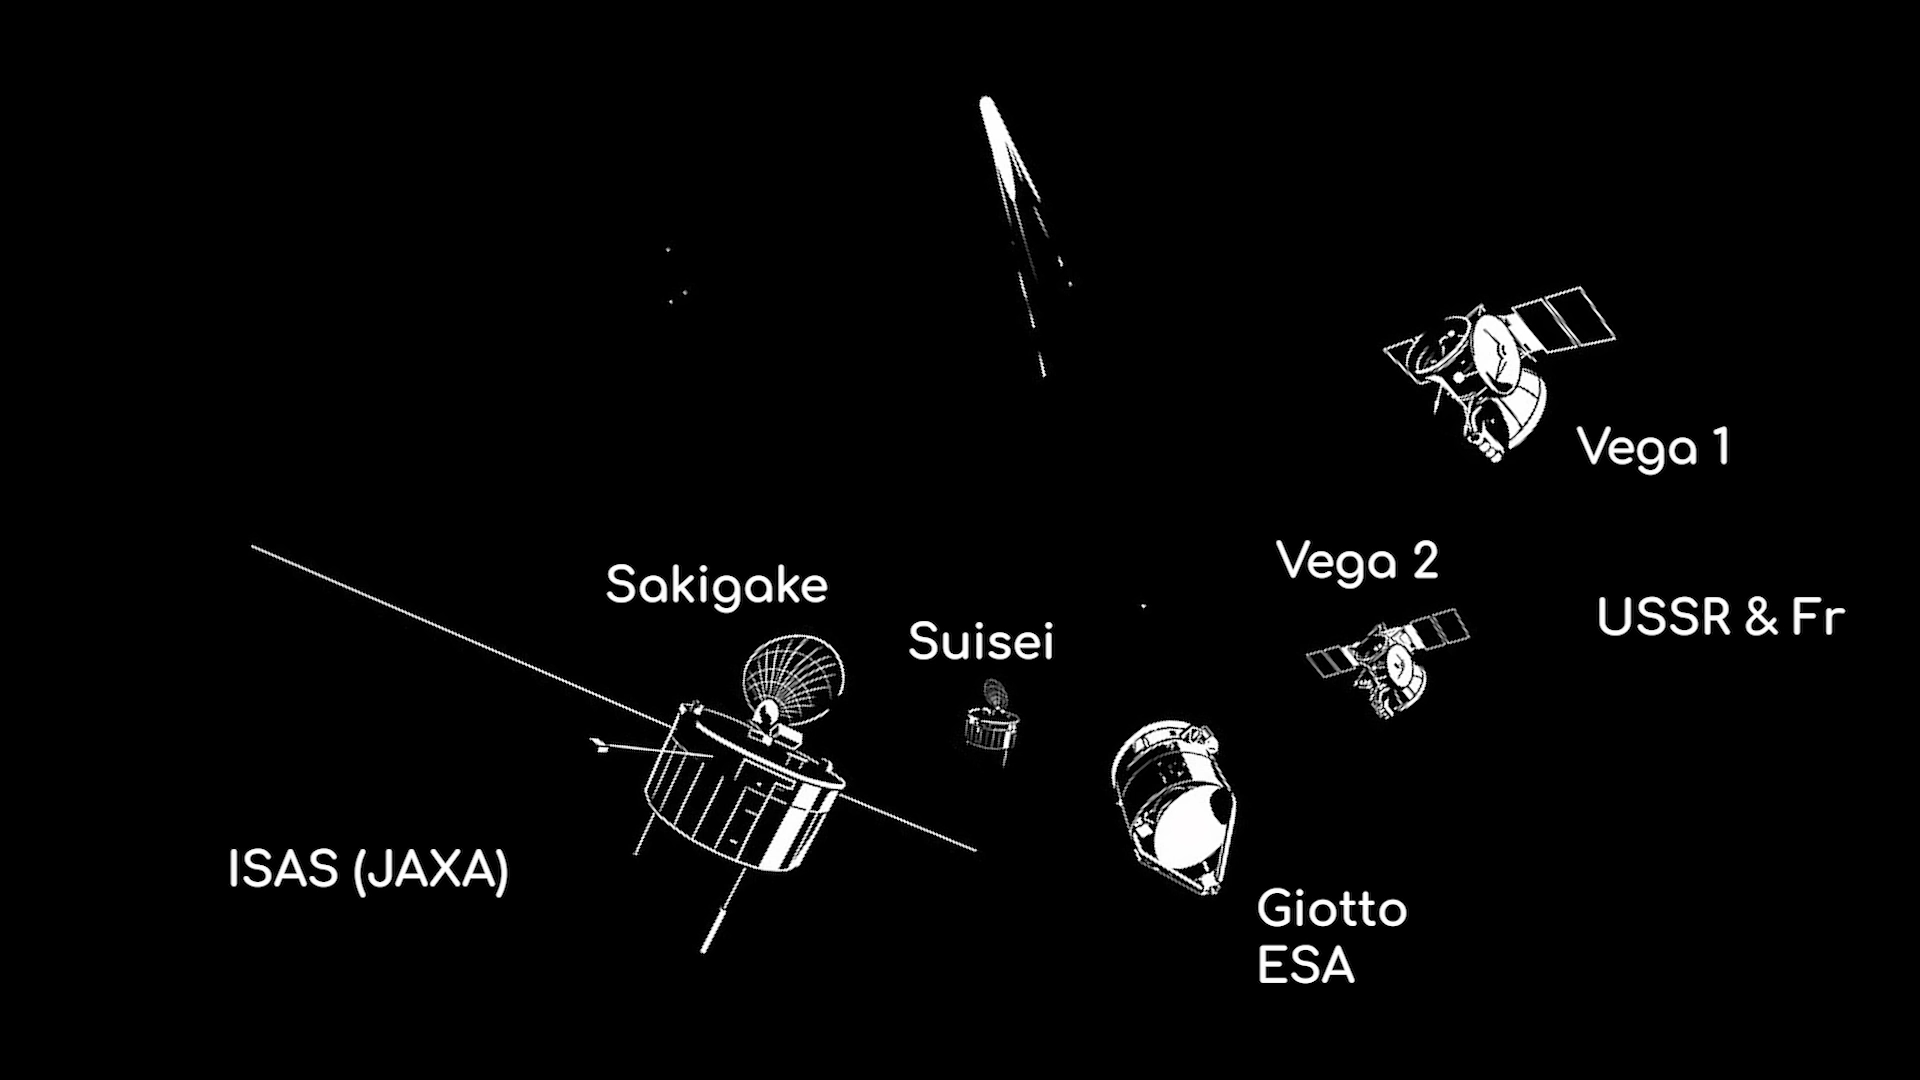 Vega 1
Vega 2
USSR & Fr
Sakigake
Suisei
ISAS (JAXA)
Giotto
ESA